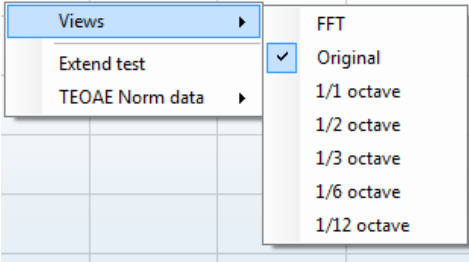 Views
Extend test
TEOAE Norm data
FFT
Original
1/1 octave
1/2 octave
1/3 octave
1/6 octave
1/12 octave